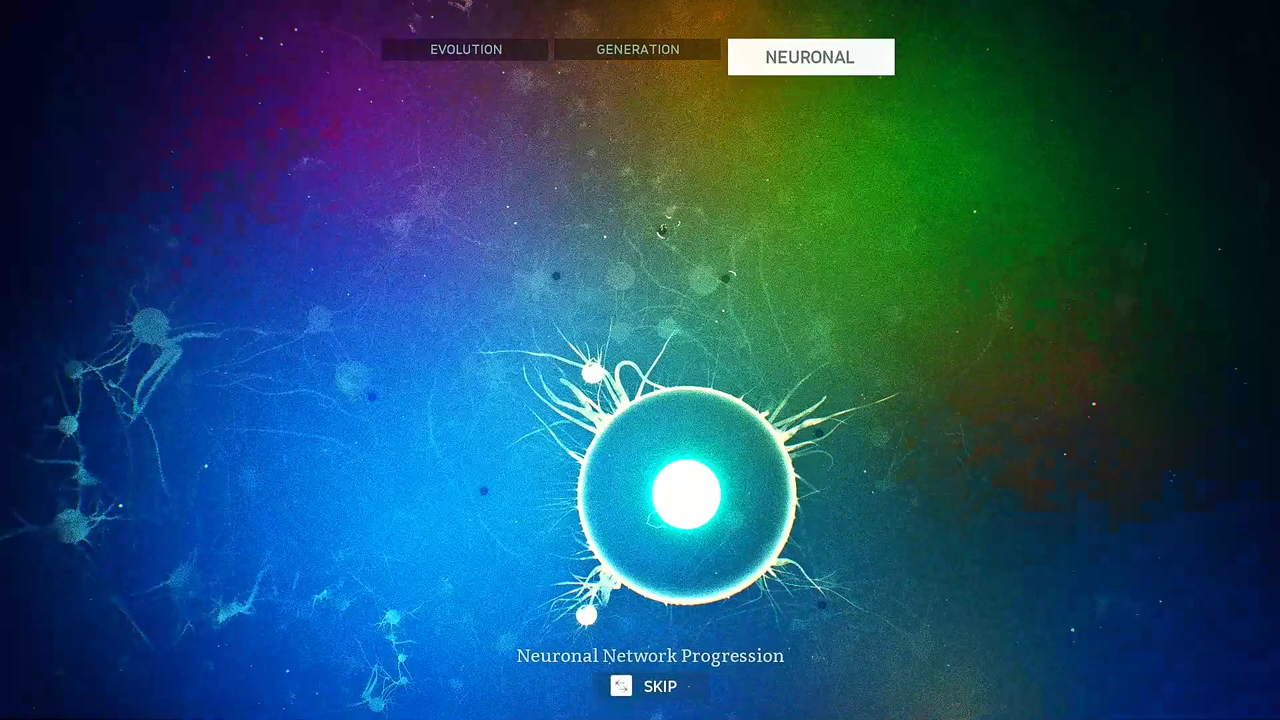 EVOLUTION
GENERATION
NEURONAL
Neuronal Network Progression
SKIP